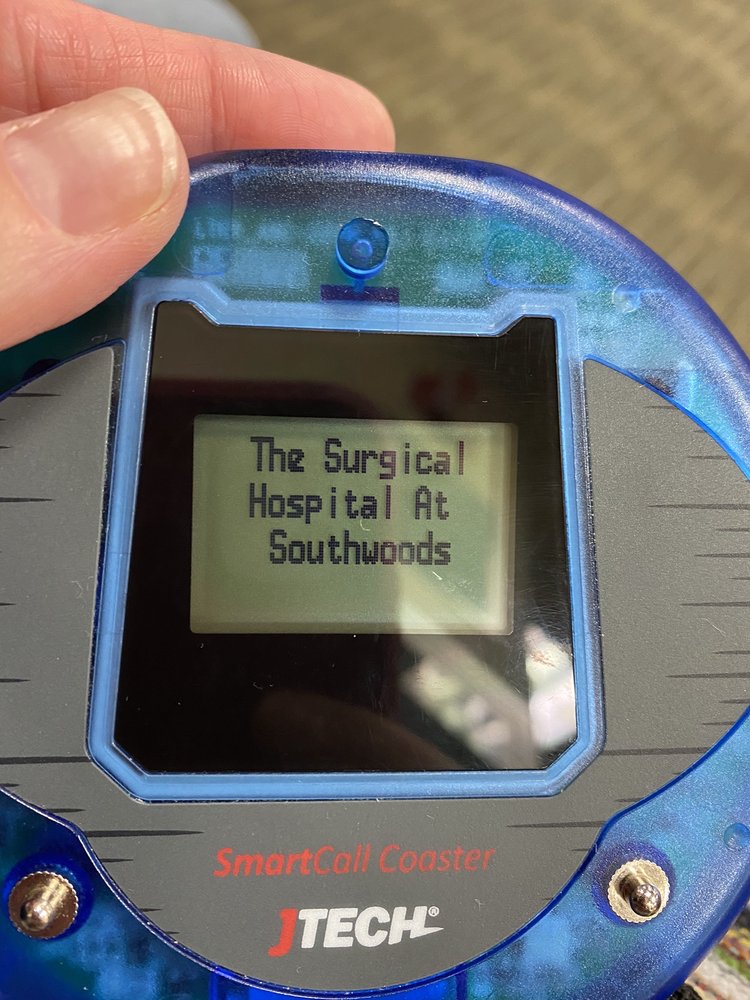 The Surgical
Hospital At
Southwoods
SmartCall Coaster
JTECH®